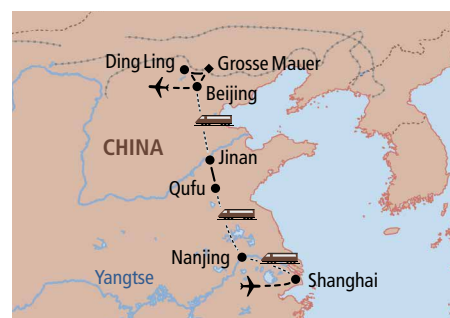 Ding Ling
Grosse Mauer
Beijing
CHINA
Jinan
Qufu
Nanjing
Yangtse
Shanghai